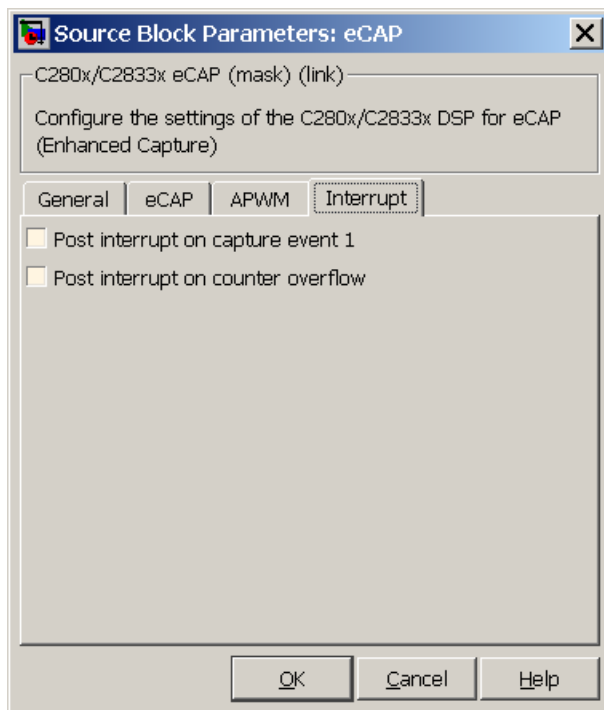 Source Block Parameters: eCAP
C280x/C2833x eCAP (mask) (link)
Configure the settings of the C280x/C2833x DSP for eCAP
(Enhanced Capture)
General eCAP APWM Interrupt
Post interrupt on capture event 1
Post interrupt on counter overflow
OK Cancel Help